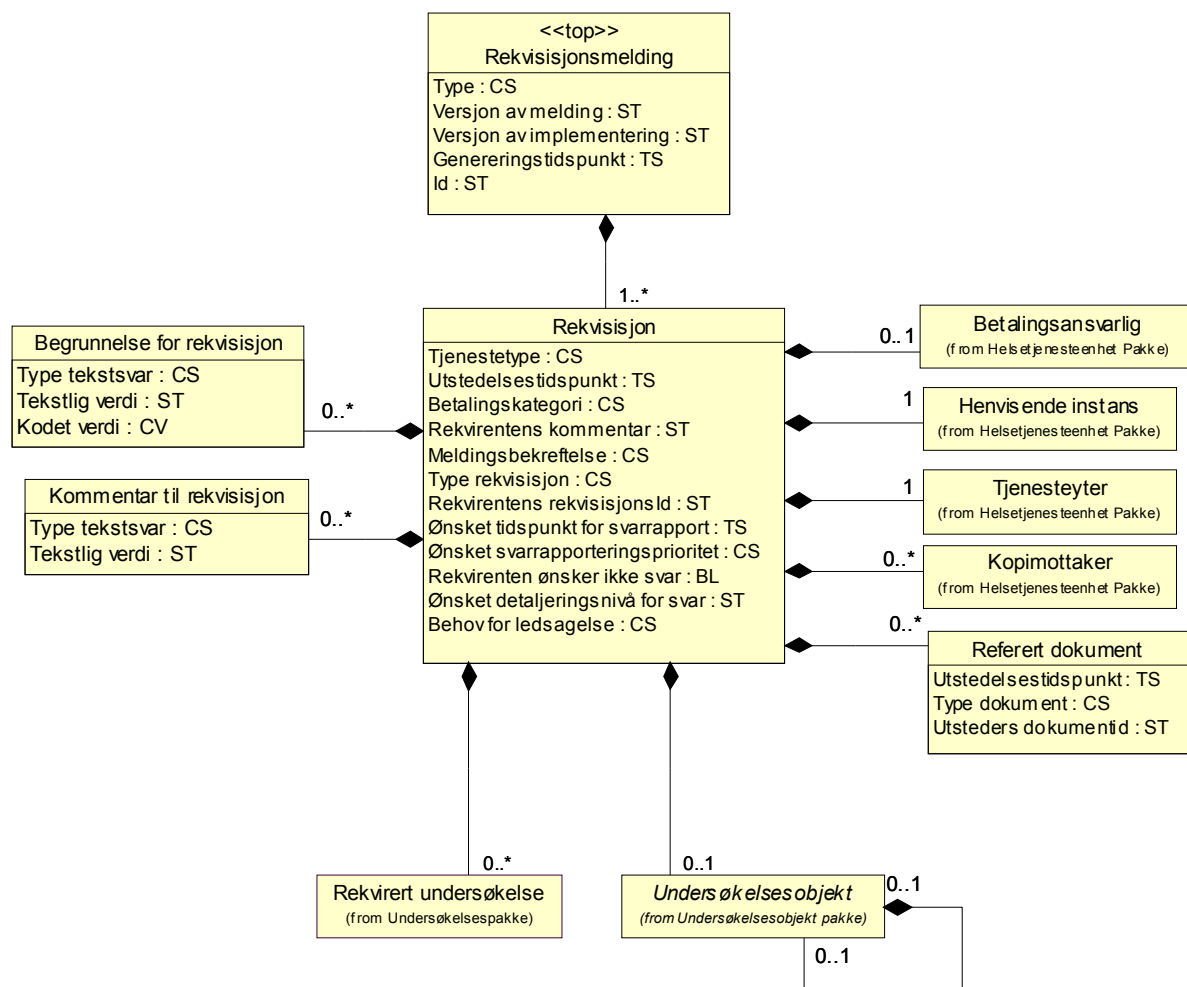 <<top>>
Rekvisisjonsmelding
Type : CS
Versjon av melding : ST
Versjon av implementering : ST
Genereringstidspunkt : TS
Id : ST
1..*
Rekvisisjon
Tjenestetype : CS
Utstedelsestidspunkt : TS
Betalingskategori : CS
Rekvirentens kommentar : ST
Meldingsbekreftelse : CS
Type rekvisisjon : CS
Rekvirentens rekvisisjonsId : ST
Ønsket tidspunkt for svarrapport : TS
Ønsket svarrapporteringsprioritet : CS
Rekvirenten ønsker ikke svar : BL
Ønsket detaljeringsnivå for svar : ST
Behov for ledsagelse : CS
Begrunnelse for rekvisisjon
Type tekstsvar : CS
Tekstlig verdi : ST
Kodet verdi : CV
0..*
Kommentar til rekvisisjon
Type tekstsvar : CS
Tekstlig verdi : ST
0..*
0..1
Betalingsansvarlig
(from Helsetjenesteenhet Pakke)
1
Henvisende instans
(from Helsetjenesteenhet Pakke)
1
Tjenesteyter
(from Helsetjenesteenhet Pakke)
0..*
Kopimottaker
(from Helsetjenesteenhet Pakke)
0..*
Referert dokument
Utstedelsestidspunkt : TS
Type dokument : CS
Utsteders dokumentid : ST
0..*
Rekvirert undersøkelse
(from Undersøkelsespakke)
0..1
Undersøkelsesobjekt
(from Undersøkelsesobjekt pakke)
0..1
0..1